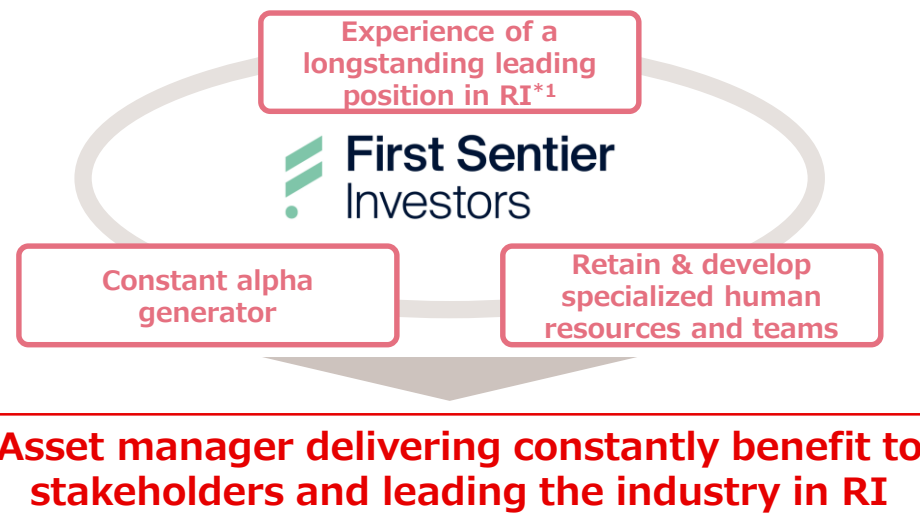 Experience of a
longstanding leading
position in RI*1
First Sentier
Investors
Constant alpha
generator
Retain & develop
specialized human
resources and teams
Asset manager delivering constantly benefit to
stakeholders and leading the industry in RI